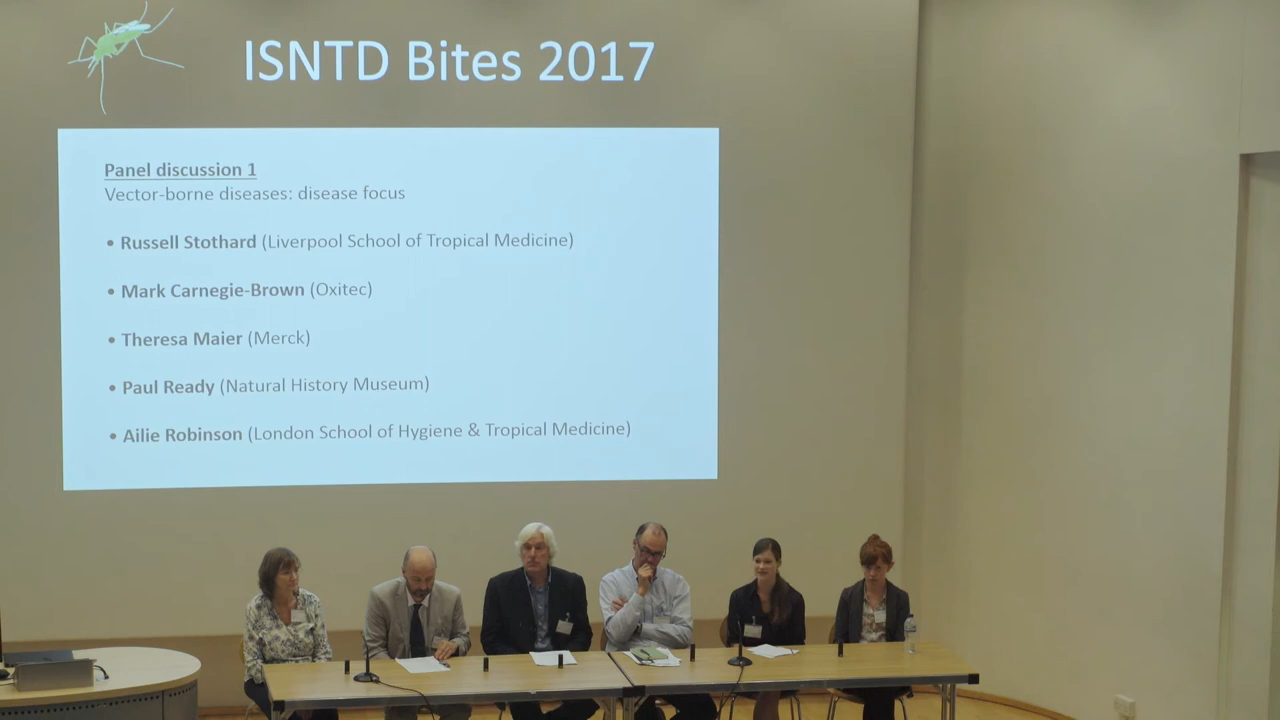 ISNTD Bites 2017
Panel discussion 1
Vector-borne diseases: disease focus
• Russell Stothard (Liverpool School of Tropical Medicine)
• Mark Carnegie-Brown (Oxitec)
• Theresa Maier (Merck)
• Paul Ready (Natural History Museum)
• Ailie Robinson (London School of Hygiene & Tropical Medicine)